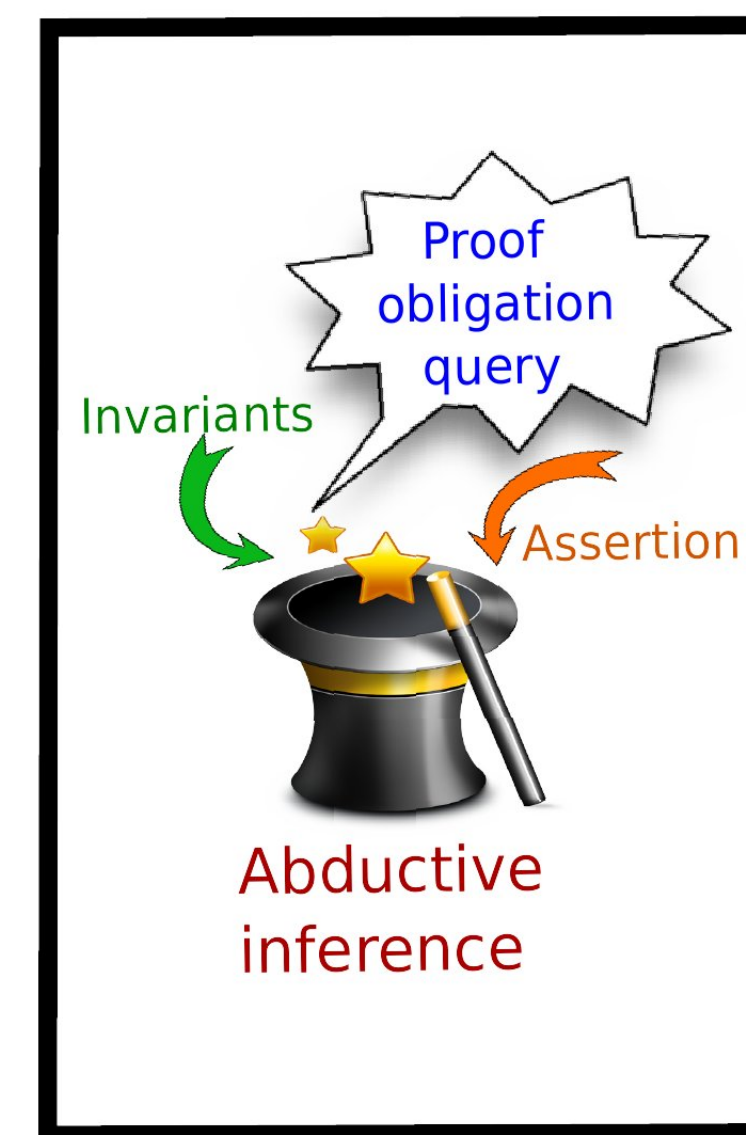 Proof
obligation
query
Invariants
Assertion
Abductive
inference